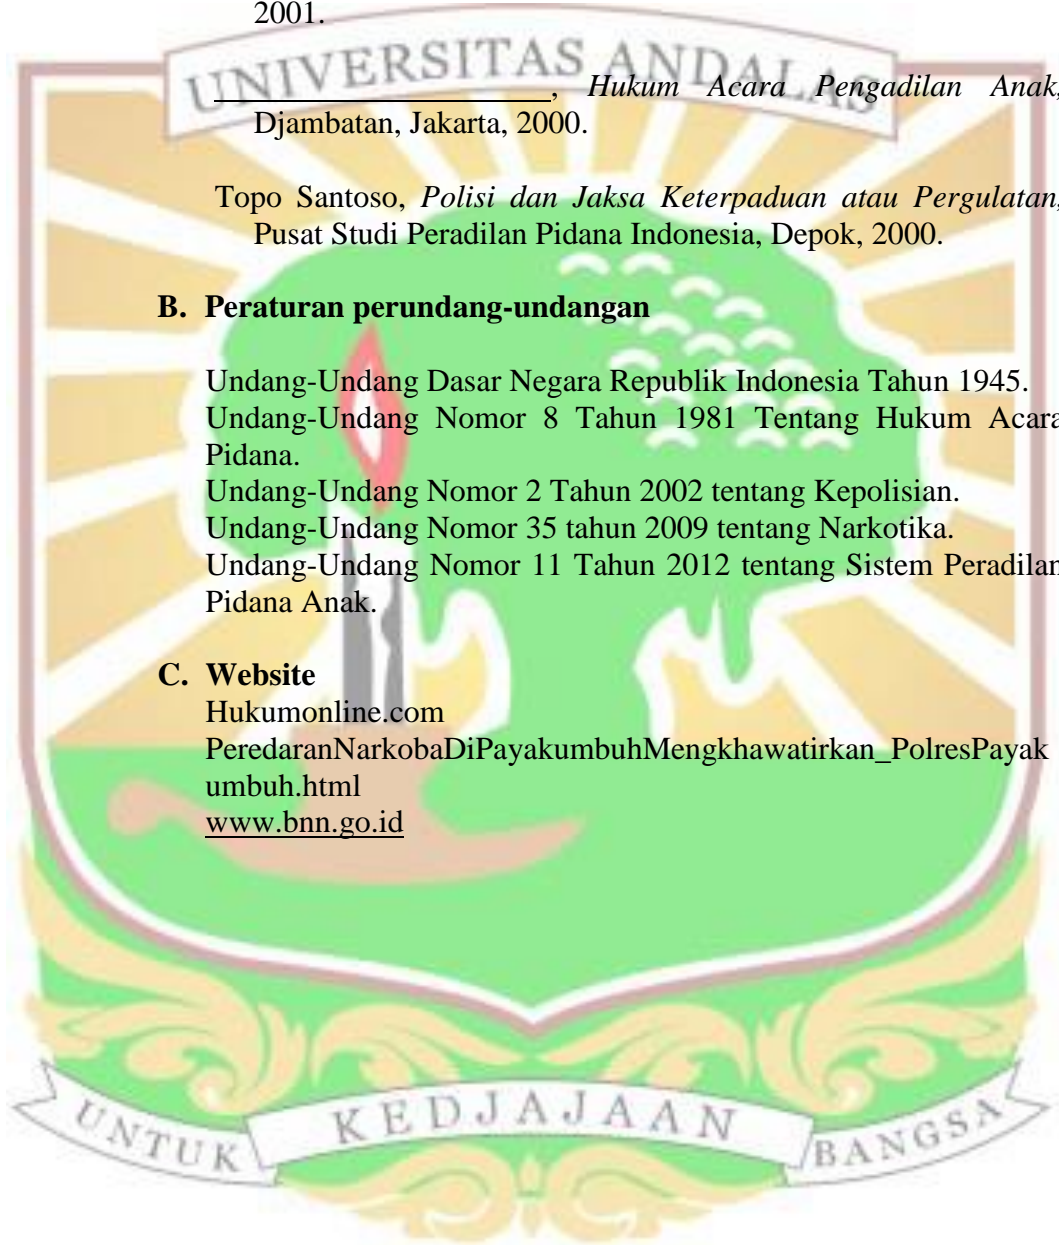 2001.
UNIVERSITAS ANDALAS
_______________________, Hukum Acara Pengadilan Anak,
Djambatan, Jakarta, 2000.
Topo Santoso, Polisi dan Jaksa Keterpaduan atau Pergulatan,
Pusat Studi Peradilan Pidana Indonesia, Depok, 2000.
B. Peraturan perundang-undangan
Undang-Undang Dasar Negara Republik Indonesia Tahun 1945.
Undang-Undang Nomor 8 Tahun 1981 Tentang Hukum Acara
Pidana.
Undang-Undang Nomor 2 Tahun 2002 tentang Kepolisian.
Undang-Undang Nomor 35 tahun 2009 tentang Narkotika.
Undang-Undang Nomor 11 Tahun 2012 tentang Sistem Peradilan
Pidana Anak.
C. Website
Hukumonline.com
PeredaranNarkobaDiPayakumbuhMengkhawatirkan_PolresPayak
umbuh.html
www.bnn.go.id
UNTUK KEDJAJAAN BANGSA